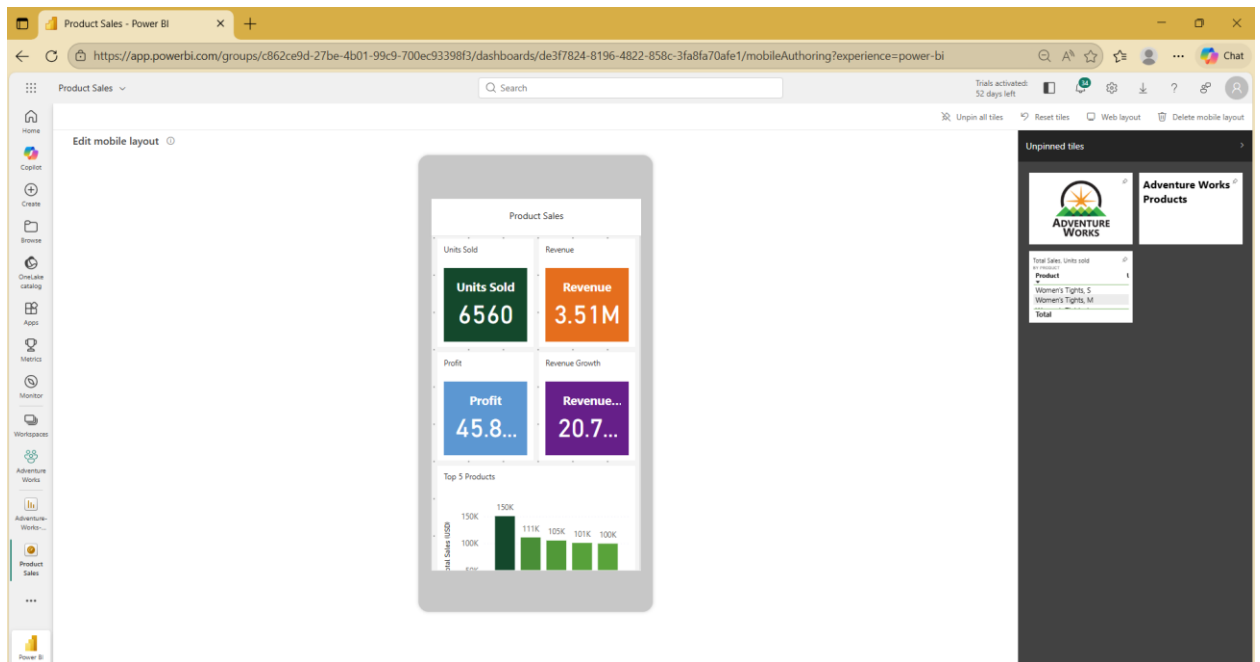 Product Sales - Power BI
https://app.powerbi.com/groups/c862ce9d-27be-4b01-99c9-700ec93398f3/dashboards/de3f7824-8196-4822-858c-3fa8fa70afe1/mobileAuthoring?experience=power-bi
Chat
Product Sales
Search
Trials activated:
52 days left
Unpin all tiles
Reset tiles
Web layout
Delete mobile layout
Home
Copilot
Create
Browse
OneLake
catalog
Apps
Metrics
Monitor
Workspaces
Adventure
Works
Adventure-
Works-...
Product
Sales
Power BI
Edit mobile layout
Product Sales
Units Sold
Revenue
Units Sold
6560
Revenue
3.51M
Profit
Revenue Growth
Profit
45.8...
Revenue...
20.7...
Top 5 Products
150K
150K
111K
105K
101K
100K
100K
Unpinned tiles
ADVENTURE
WORKS
Adventure Works
Products
Total Sales, Units sold
BY PRODUCT
Product
Women's Tights, S
Women's Tights, M
Total